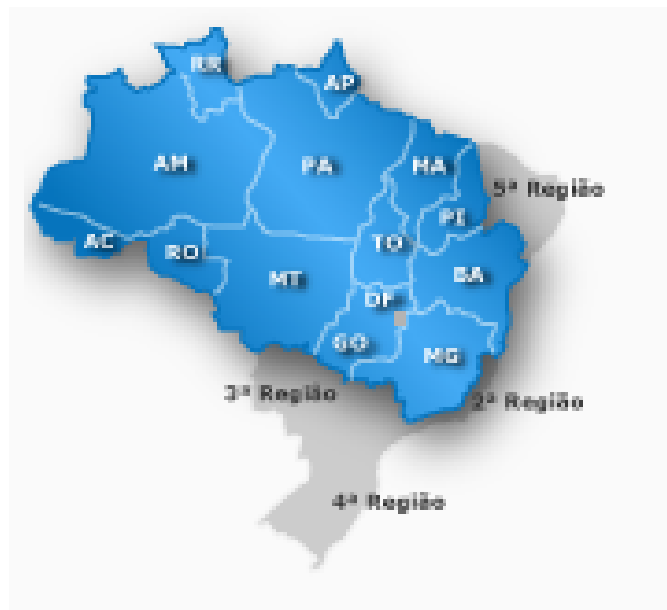 RR
AP
AM
PA
MA
5ª Região
PI
AC
RO
TO
MT
BA
DF
GO
MG
3ª Região
2ª Região
4ª Região